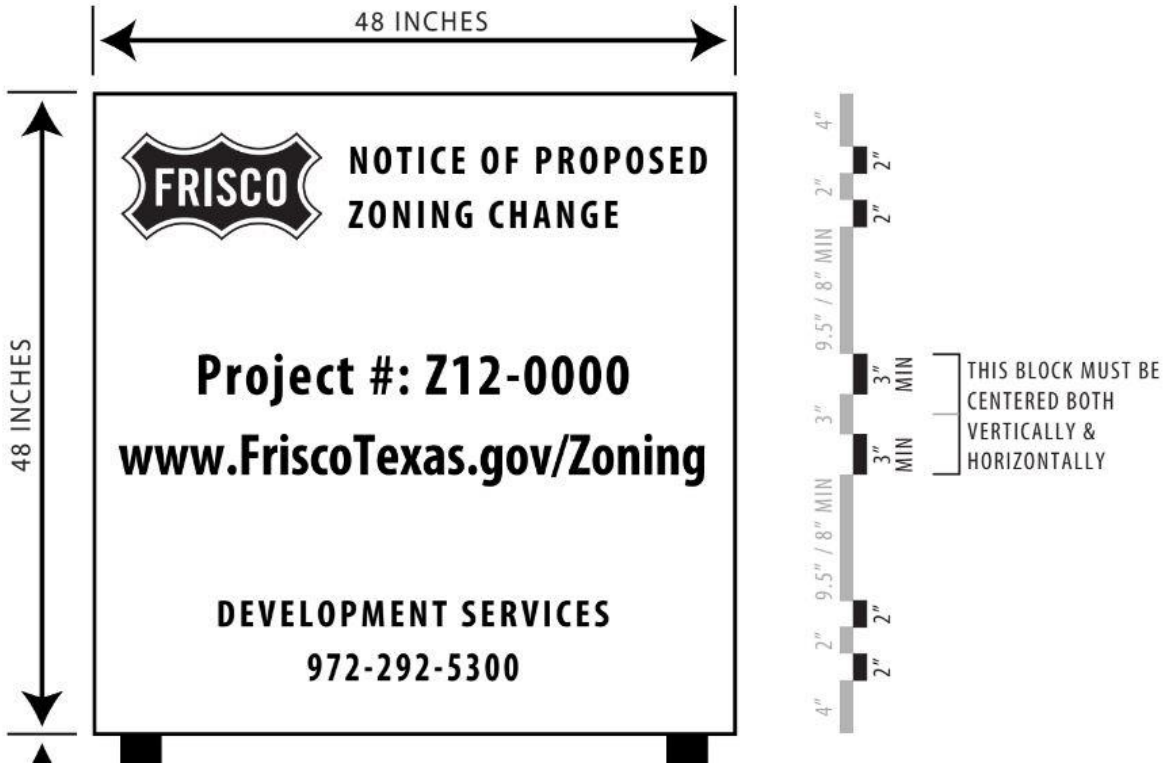 48 INCHES
48 INCHES
FRISCO
NOTICE OF PROPOSED
ZONING CHANGE
Project #: Z12-0000
www.FriscoTexas.gov/Zoning
DEVELOPMENT SERVICES
972-292-5300
4"
2"
2"
2"
9.5" / 8" MIN
3"
MIN
3"
3"
MIN
9.5" / 8" MIN
2"
2"
2"
4"
THIS BLOCK MUST BE
CENTERED BOTH
VERTICALLY &
HORIZONTALLY